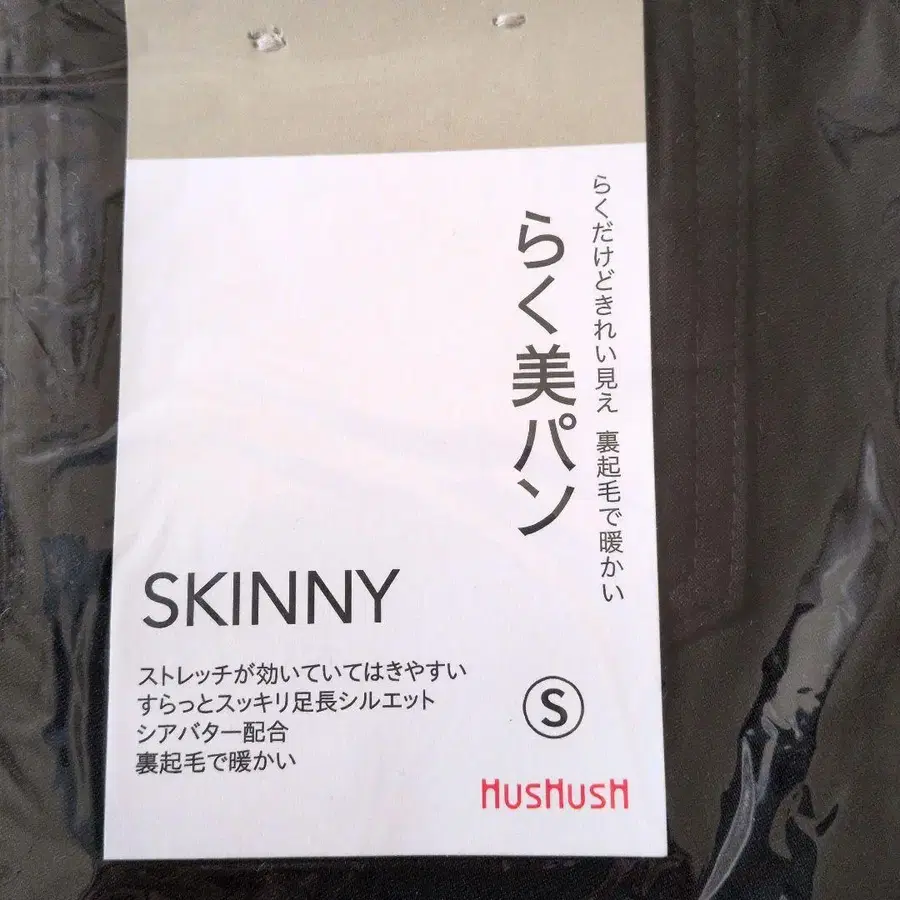 らくだけどきれい見え 裏起毛で暖かい
らく美パン
SKINNY
ストレッチが効いていてはきやすい
すらっとスッキリ足長シルエット
シアバター配合
裏起毛で暖かい
S
HusHusH